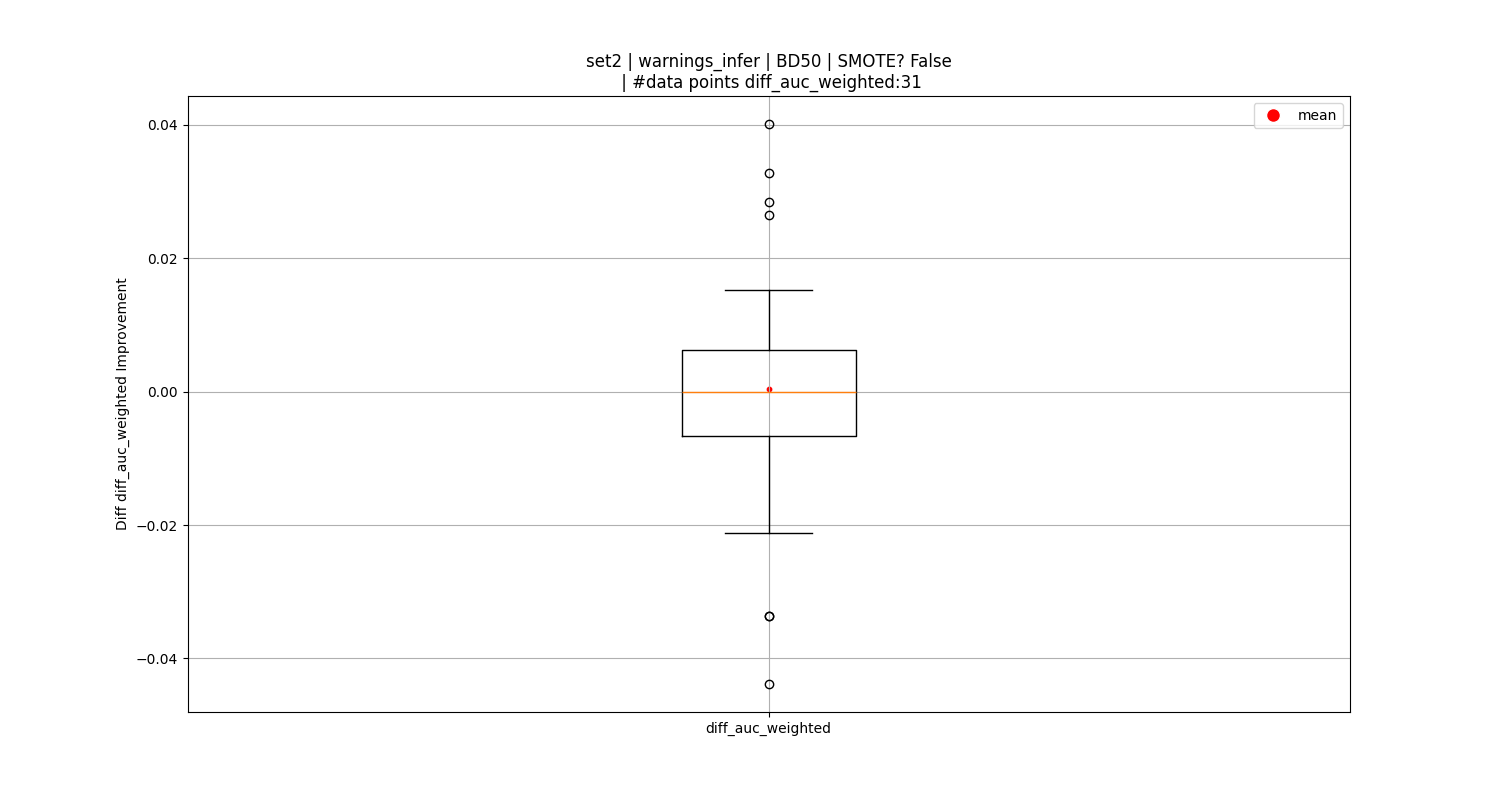 set2 | warnings_infer | BD50 | SMOTE? False
| #data points diff_auc_weighted:31
mean
0.04
0.02
0.00
−0.02
−0.04
Diff diff_auc_weighted Improvement
diff_auc_weighted